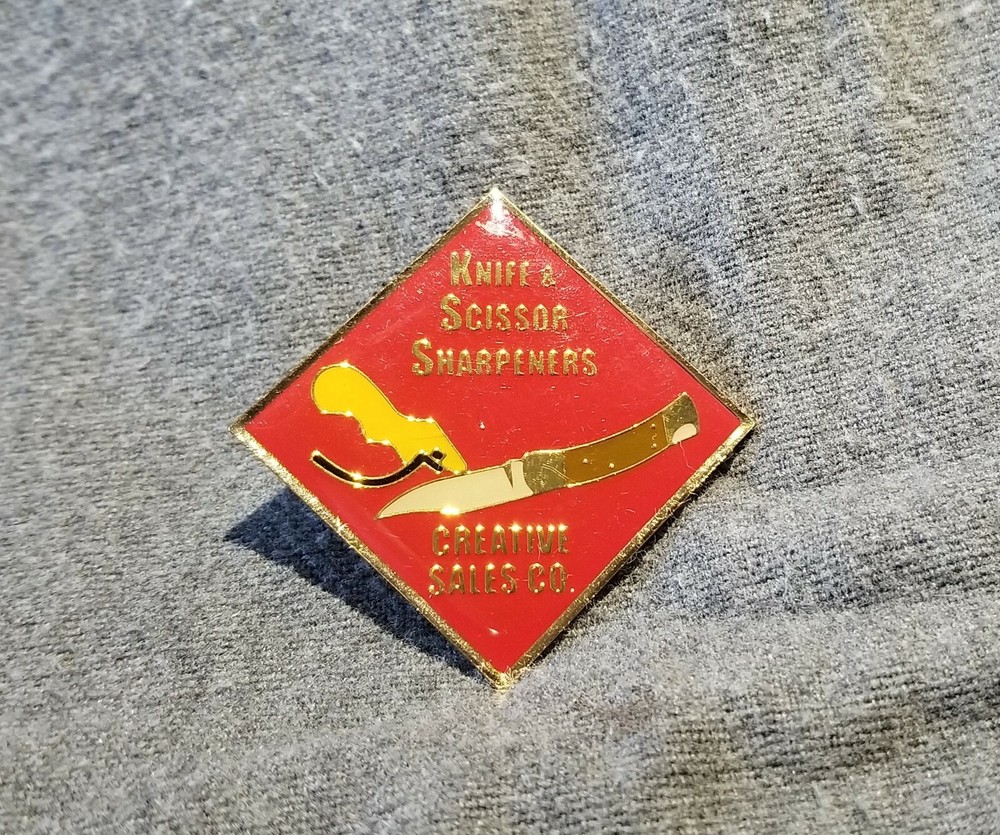 KNIFE &
SCISSOR
SHARPENERS
CREATIVE
SALES CO.